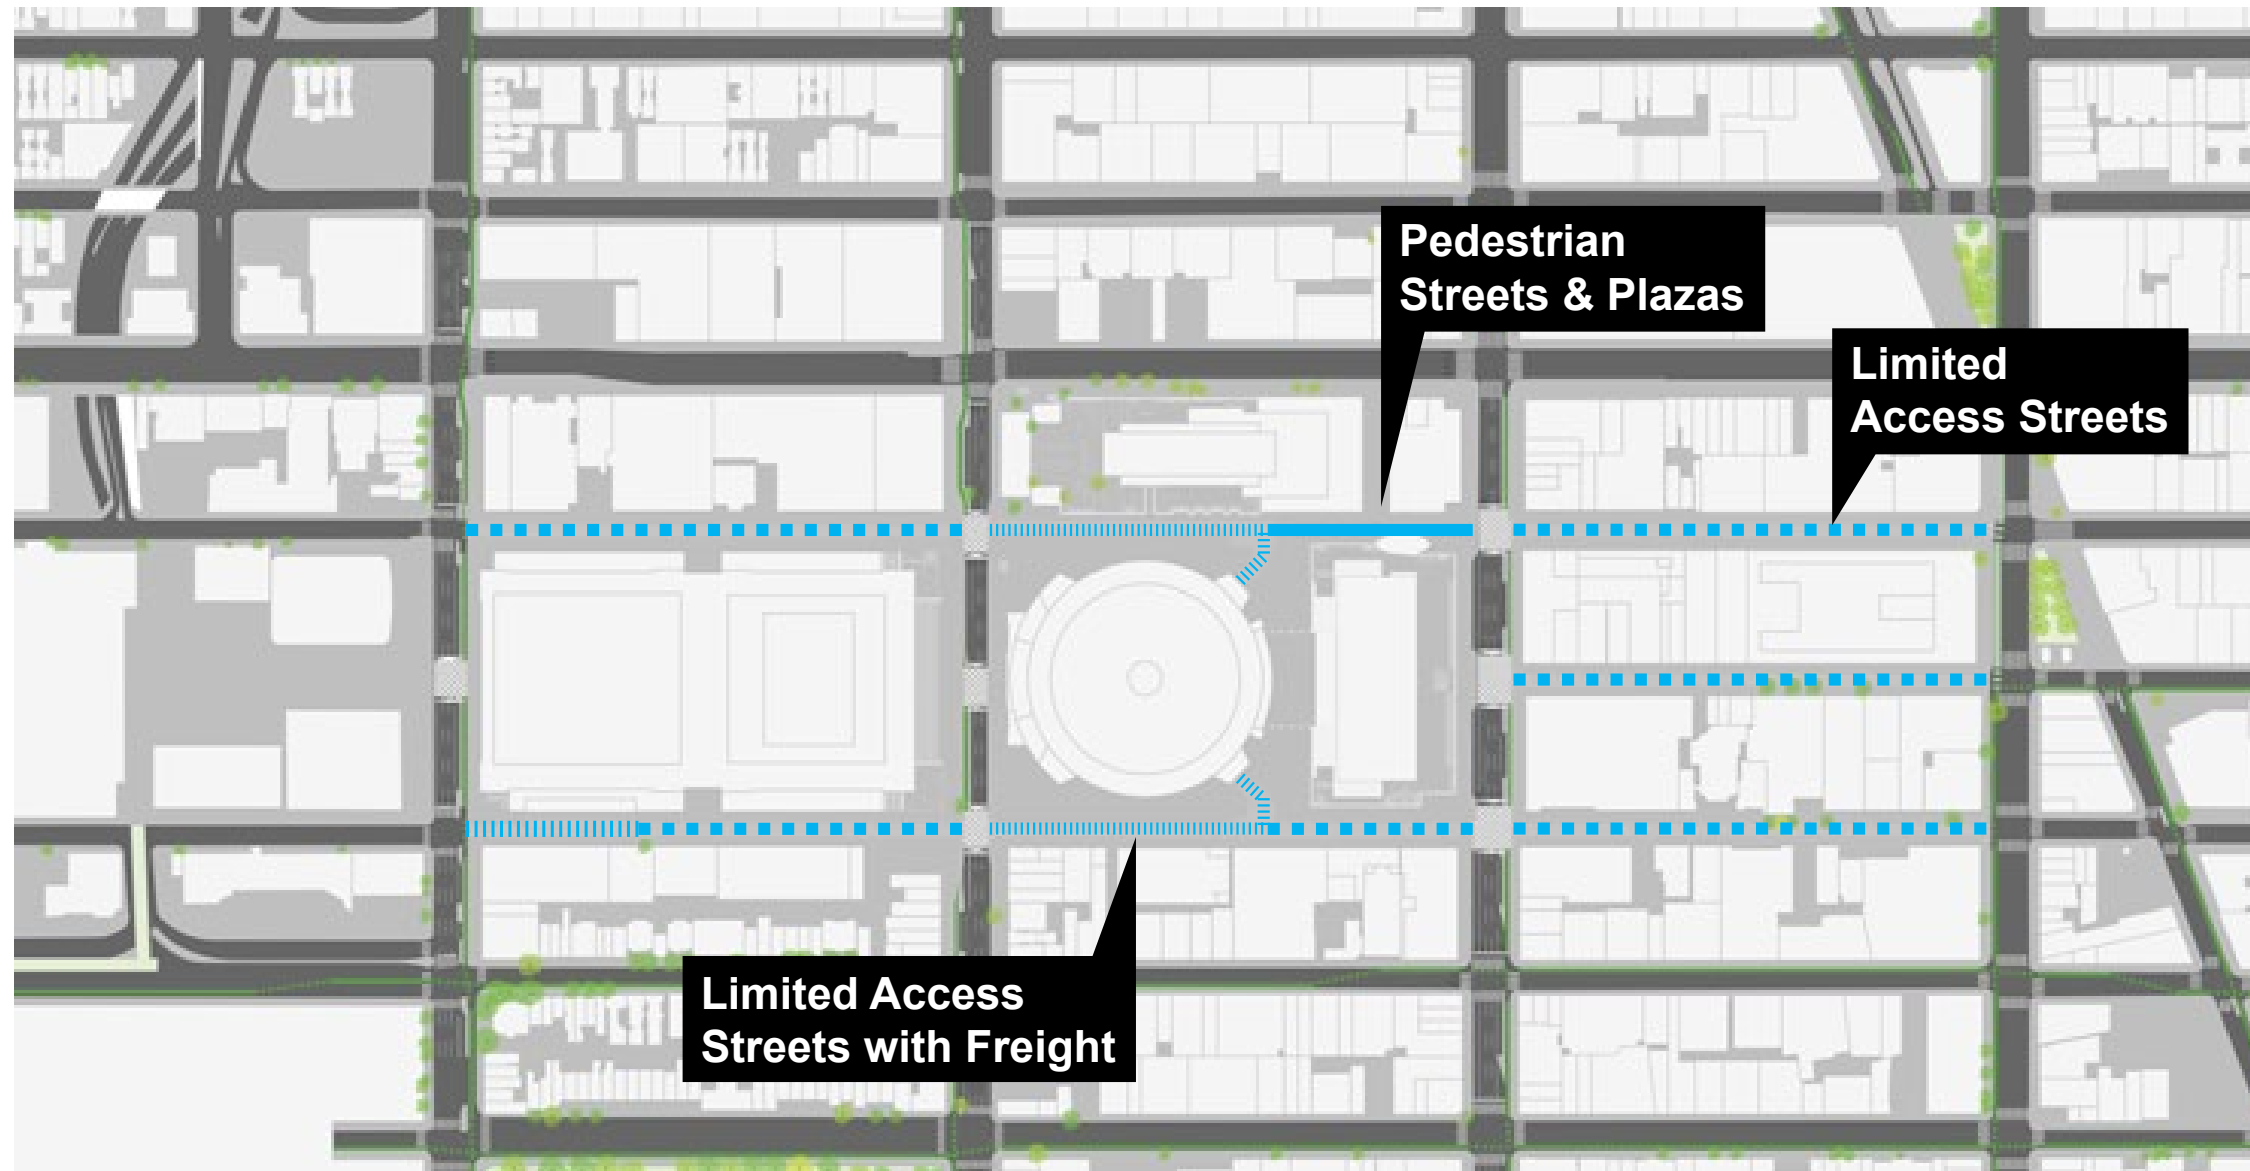 Pedestrian
Streets & Plazas
Limited
Access Streets
Limited Access
Streets with Freight